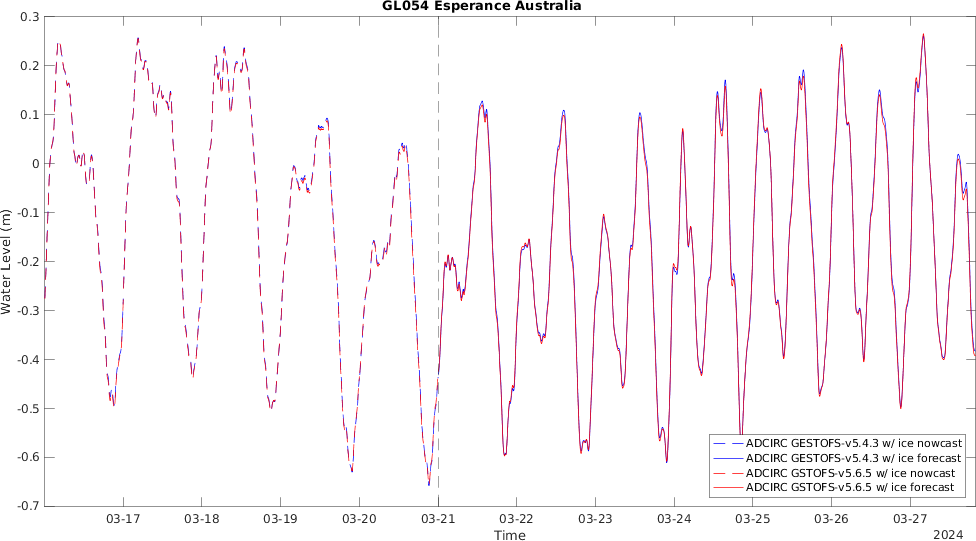 GL054 Esperance Australia
0.3
0.2
0.1
0
-0.1
-0.2
-0.3
-0.4
-0.5
-0.6
-0.7
Water Level (m)
ADCIRC GESTOFS-v5.4.3 w/ ice nowcast
ADCIRC GESTOFS-v5.4.3 w/ ice forecast
ADCIRC GSTOFS-v5.6.5 w/ ice nowcast
ADCIRC GSTOFS-v5.6.5 w/ ice forecast
03-17 03-18 03-19 03-20 03-21 03-22 03-23 03-24 03-25 03-26 03-27
Time
2024